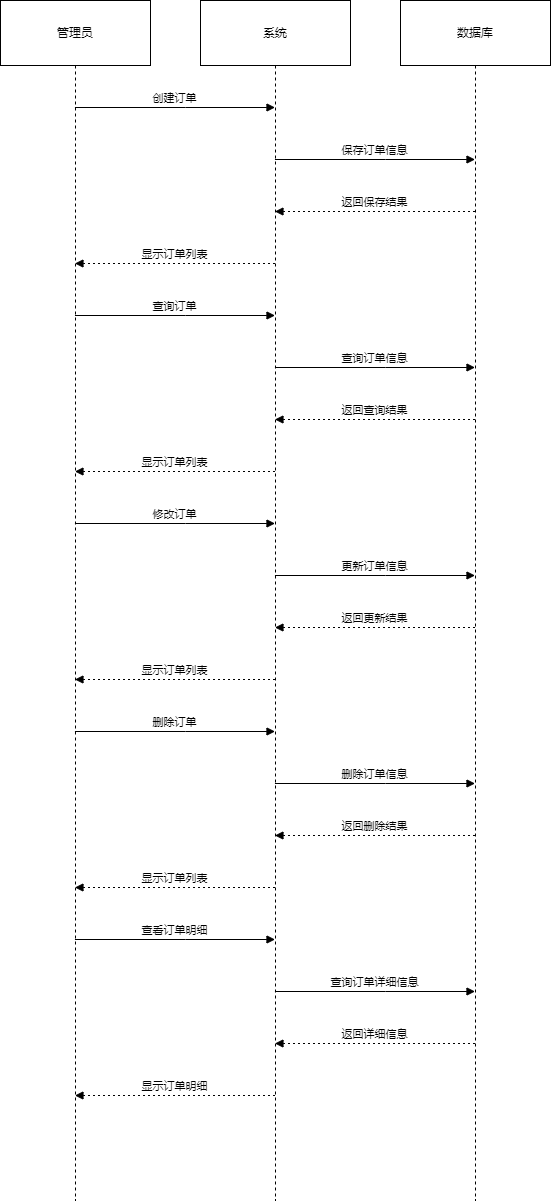 管理员
系统
数据库
创建订单
保存订单信息
返回保存结果
显示订单列表
查询订单
查询订单信息
返回查询结果
显示订单列表
修改订单
更新订单信息
返回更新结果
显示订单列表
删除订单
删除订单信息
返回删除结果
显示订单列表
查看订单明细
查询订单详细信息
返回详细信息
显示订单明细